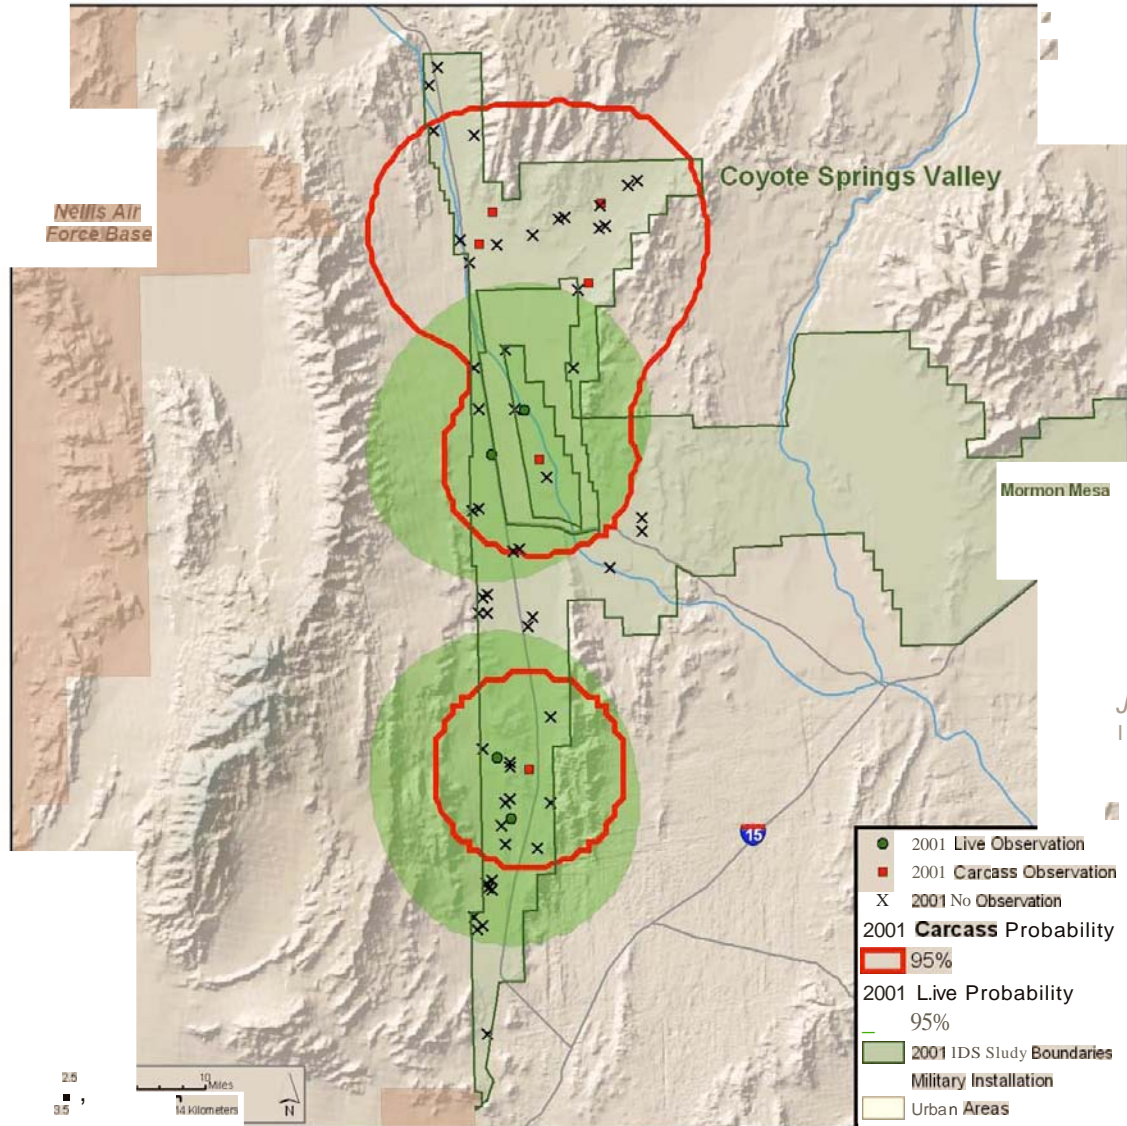 Coyote Springs Valley
Nellis Air
Force Base
Mormon Mesa
15
2001 Live Observation
2001 Carcass Observation
X 2001 No Observation
2001 Carcass Probability
95%
2001 L.ive Probability
95%
2001 IDS Sludy Boundaries
Military Installation
Urban Areas
2.5
10
Miles
3.5
14 Kilometers
N